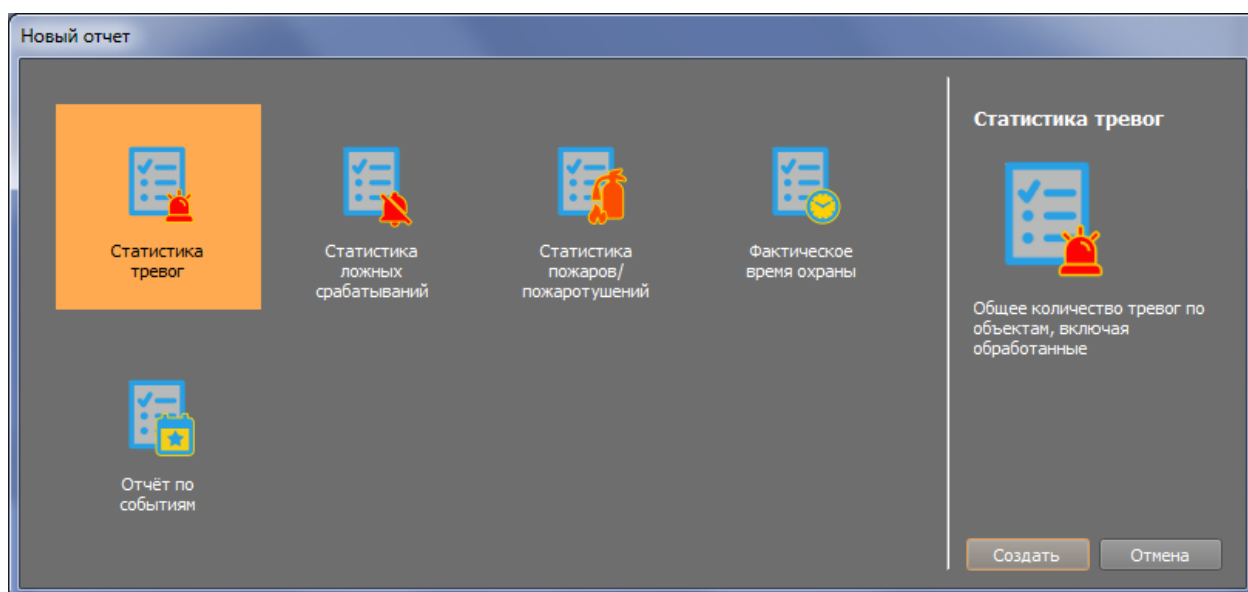 Новый отчет
Статистика
тревог
Статистика
ложных
срабатываний
Статистика
пожаров/
пожаротушений
Фактическое
время охраны
Отчёт по
событиям
Статистика тревог
Общее количество тревог по
объектам, включая
обработанные
Создать
Отмена